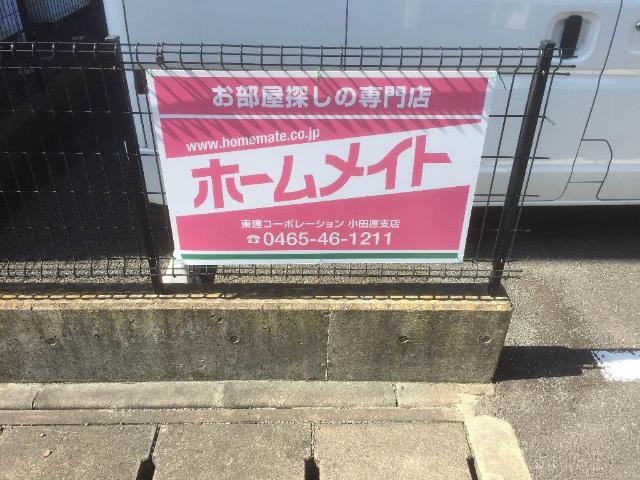 お部屋探しの専門店
www.homemate.co.jp
ホームメイト
東建コーポレーション 小田原支店
☎0465-46-1211